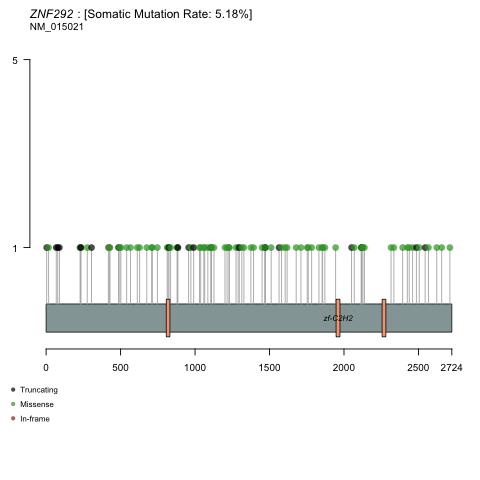 ZNF292 : [Somatic Mutation Rate: 5.18%]
NM_015021
5
1
zf-C2H2
0 500 1000 1500 2000 2500 2724
Truncating
Missense
In-frame